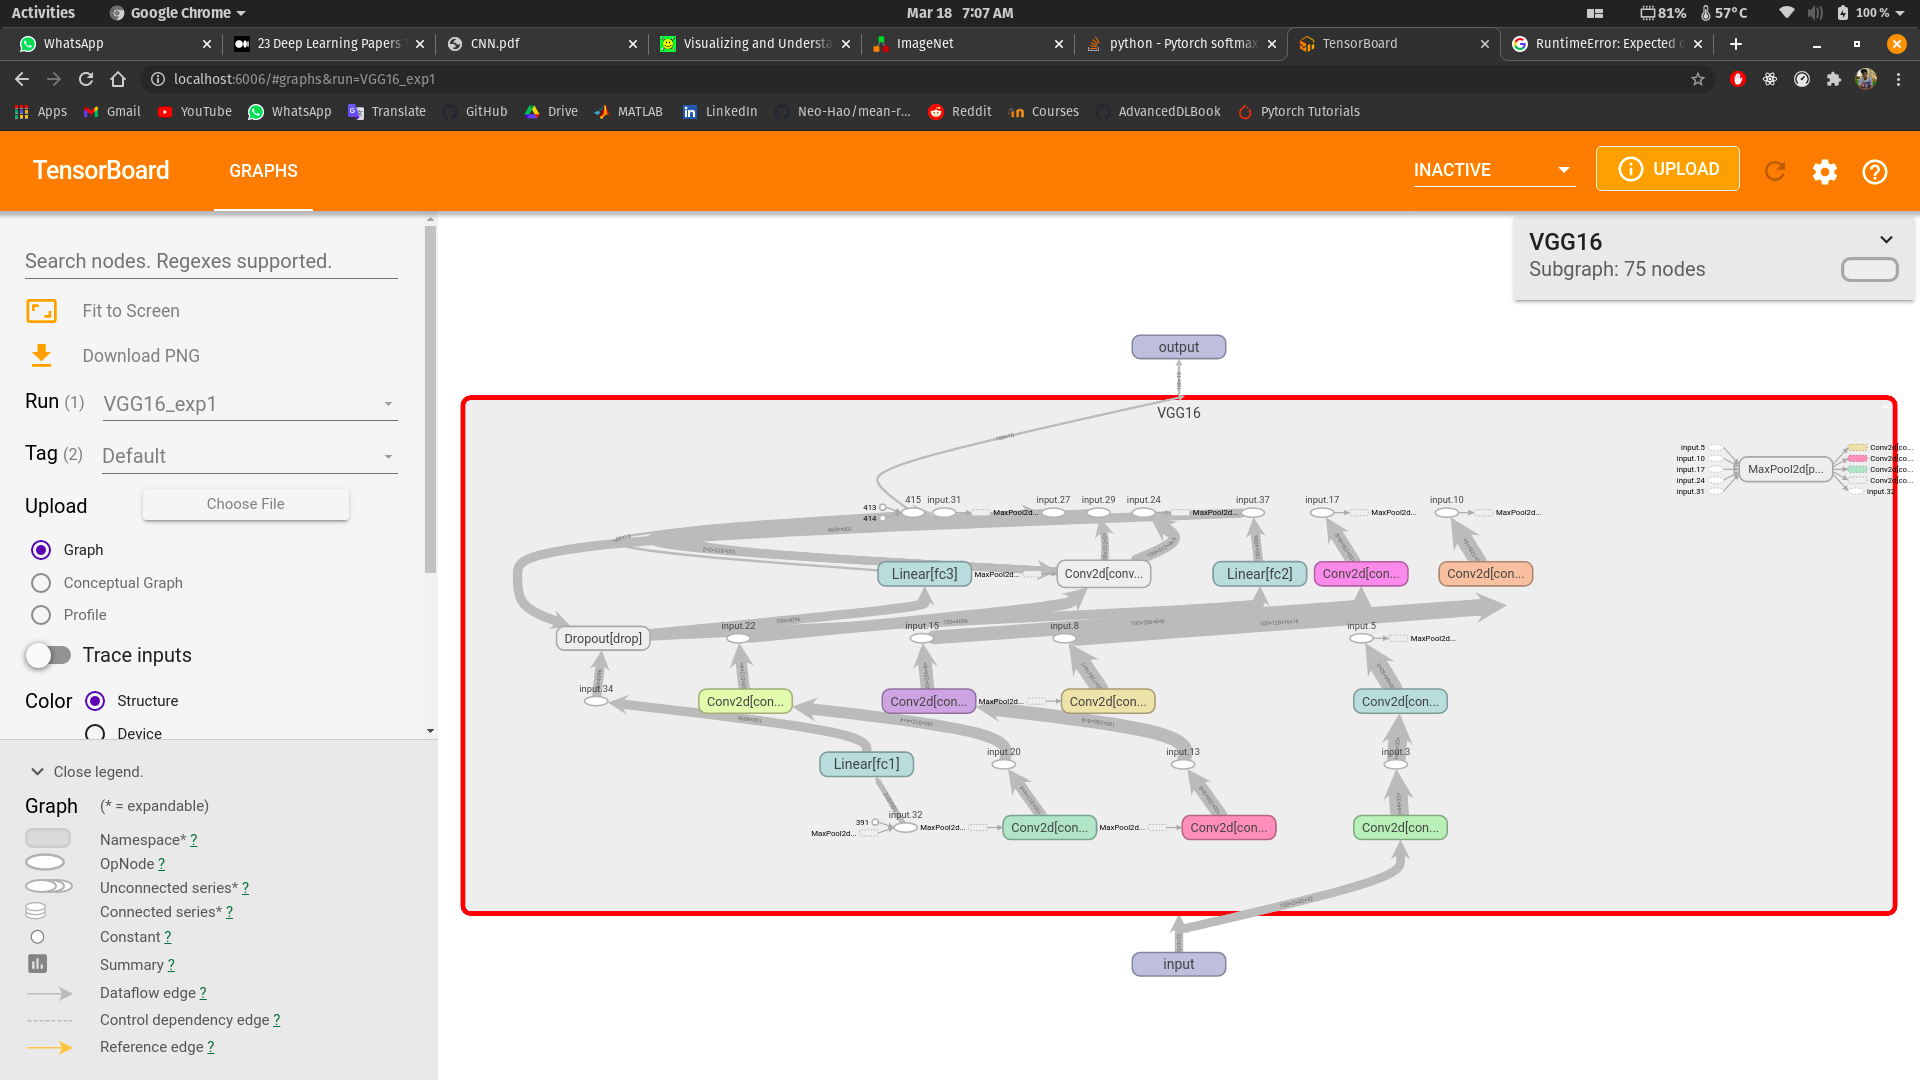 Activities
Google Chrome
Mar 18 7:07 AM
81%
57°C
100 %
WhatsApp
23 Deep Learning Papers
CNN.pdf
Visualizing and Understa
ImageNet
python - Pytorch softmax
TensorBoard
RuntimeError: Expected
localhost:6006/#graphs&run=VGG16_exp1
Apps
Gmail
YouTube
WhatsApp
Translate
GitHub
Drive
MATLAB
LinkedIn
Neo-Hao/mean-r...
Reddit
Courses
AdvancedDLBook
Pytorch Tutorials
TensorBoard
GRAPHS
INACTIVE
UPLOAD
Search nodes. Regexes supported.
Fit to Screen
Download PNG
Run (1) VGG16_exp1
Tag (2) Default
Upload Choose File
Graph
Conceptual Graph
Profile
Trace inputs
Color Structure
Device
Close legend.
Graph (* = expandable)
Namespace* ?
OpNode ?
Unconnected series* ?
Connected series* ?
Constant ?
Summary ?
Dataflow edge ?
Control dependency edge ?
Reference edge ?
VGG16
Subgraph: 75 nodes
output
VGG16
input.5
input.10
input.17
input.24
input.31
MaxPool2d[p...
input.32
413
414
415
input.31
MaxPool2d...
input.27
input.29
input.24
MaxPool2d...
input.37
input.17
MaxPool2d...
input.10
MaxPool2d...
Linear[fc3]
MaxPool2d...
Conv2d[conv...
Linear[fc2]
Conv2d[con...
Conv2d[con...
Dropout[drop]
input.22
input.15
input.8
input.5
MaxPool2d...
input.34
Conv2d[con...
Conv2d[con...
MaxPool2d...
Conv2d[con...
Conv2d[con...
Linear[fc1]
input.20
input.13
input.3
391
MaxPool2d...
input.32
MaxPool2d...
Conv2d[con...
MaxPool2d...
Conv2d[con...
Conv2d[con...
input